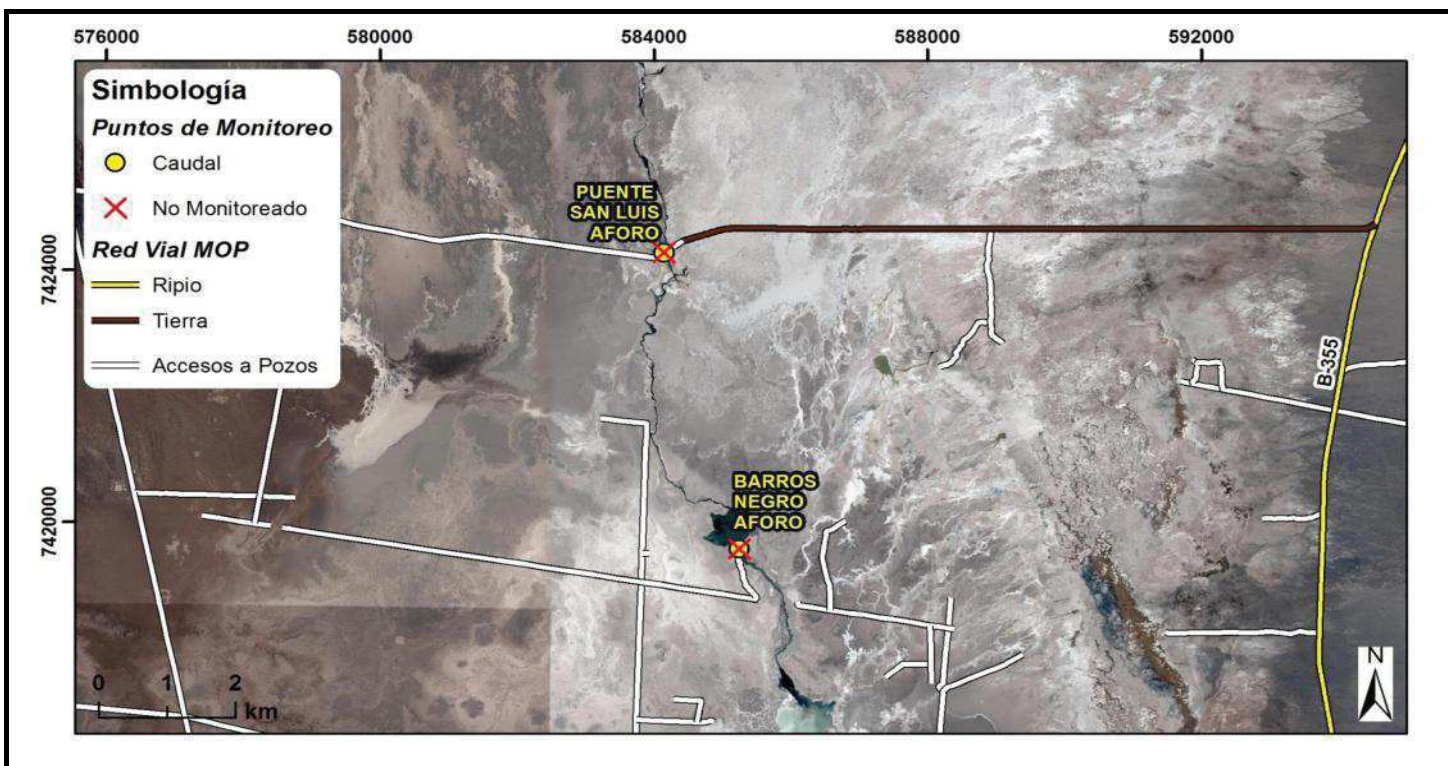 576000
580000
584000
588000
592000
Simbología
Puntos de Monitoreo
Caudal
No Monitoreado
Red Vial MOP
Ripio
Tierra
Accesos a Pozos
PUENTE
SAN LUIS
AFORO
7424000
B-355
BARROS
NEGRO
AFORO
7420000
N
0 1 2
km